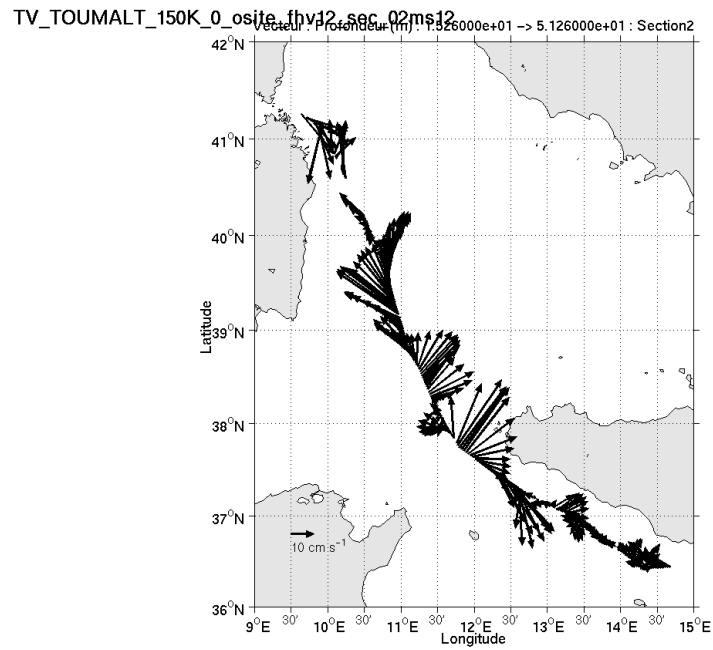 TV_TOUMALT_150K_0_osite_fhv12_sec_02ms12
Vecteur : Profondeur(m) : 1.526000e+01 -> 5.126000e+01 : Section2
42°N
41°N
40°N
39°N
38°N
37°N
36°N
Latitude
10 cm s⁻¹
9°E 30' 10°E 30' 11°E 30' 12°E 30' 13°E 30' 14°E 30' 15°E
Longitude